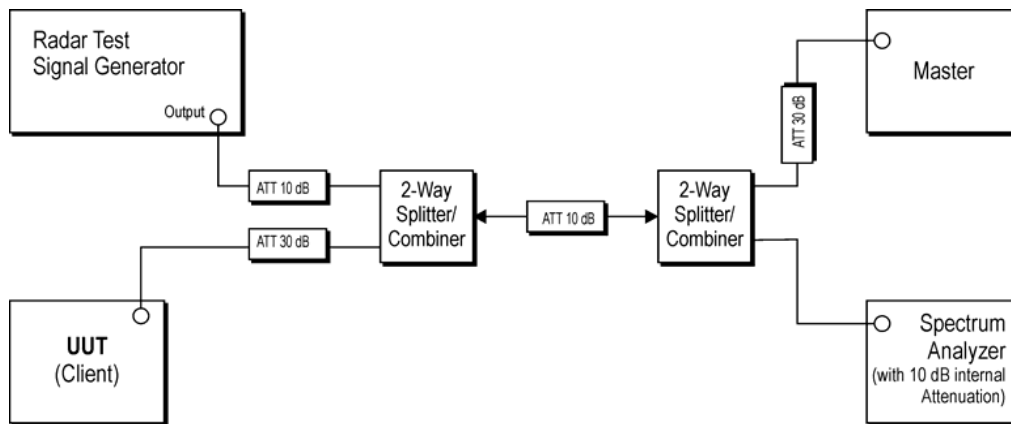 Radar Test
Signal Generator
Output
ATT 10 dB
ATT 30 dB
UUT
(Client)
2-Way
Splitter/
Combiner
ATT 10 dB
2-Way
Splitter/
Combiner
ATT 30 dB
Master
Spectrum
Analyzer
(with 10 dB internal
Attenuation)